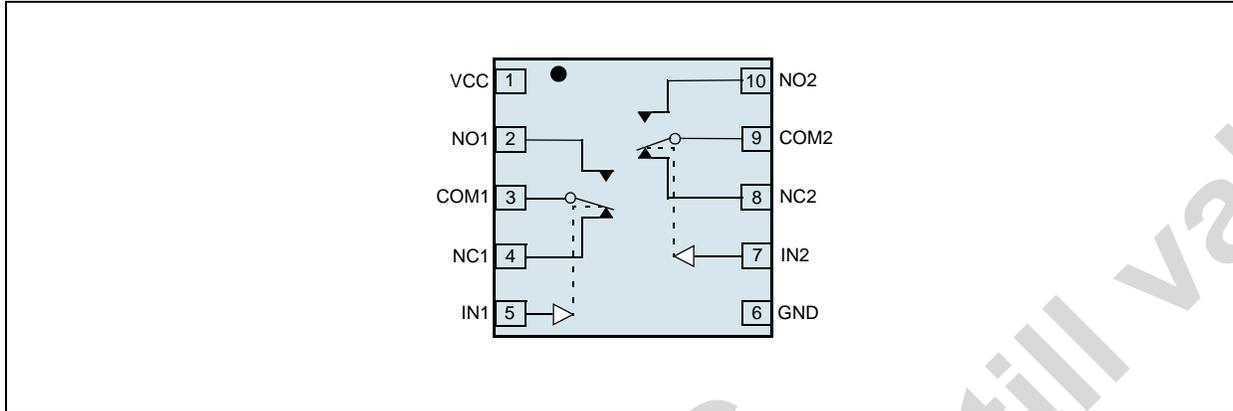 VCC 1
10 NO2
NO1 2
9 COM2
COM1 3
8 NC2
NC1 4
7 IN2
IN1 5
6 GND
still